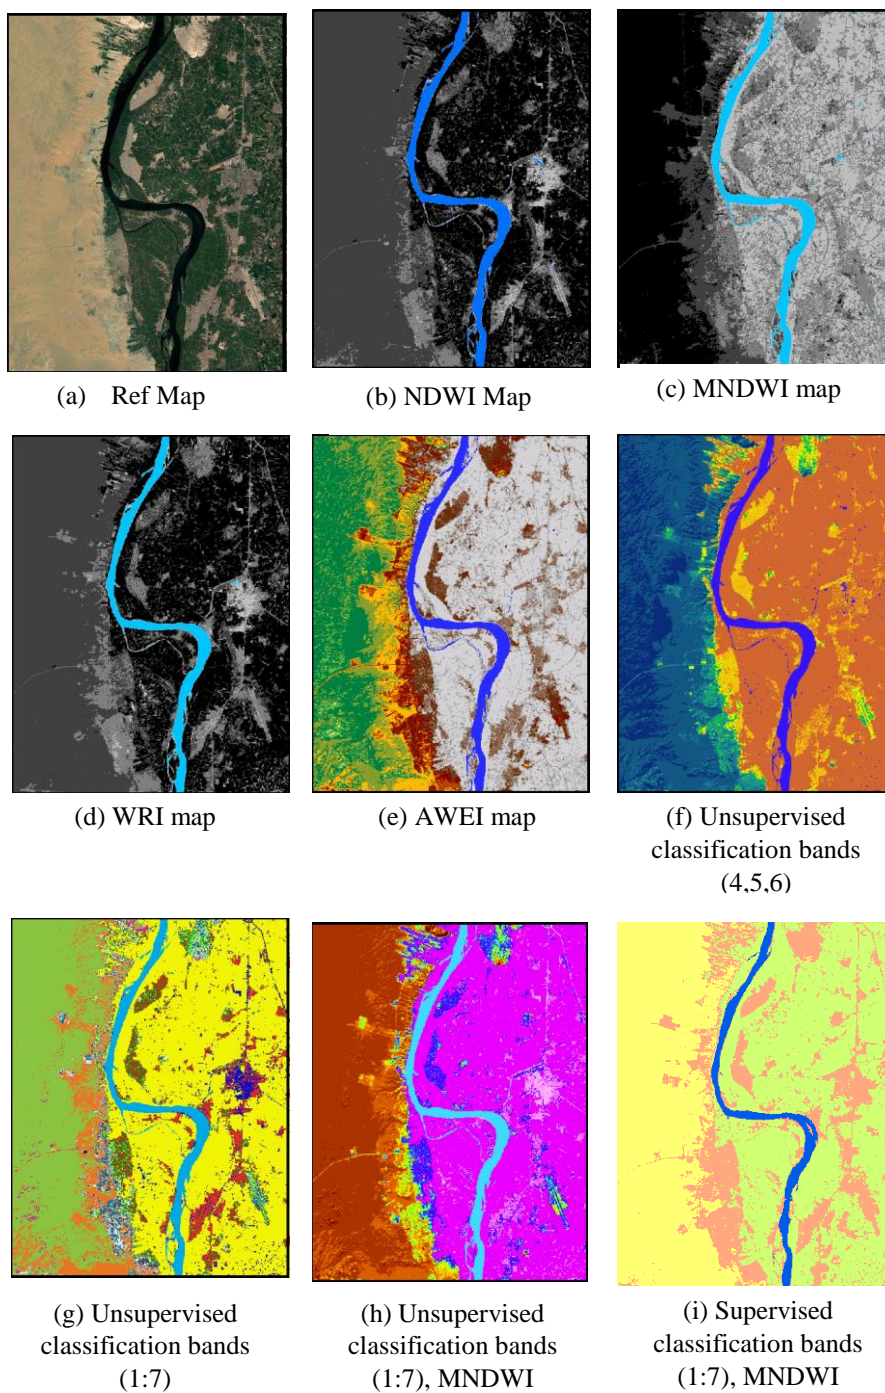 (a) Ref Map
(b) NDWI Map
(c) MNDWI map
(d) WRI map
(e) AWEI map
(f) Unsupervised
classification bands
(4,5,6)
(g) Unsupervised
classification bands
(1:7)
(h) Unsupervised
classification bands
(1:7), MNDWI
(i) Supervised
classification bands
(1:7), MNDWI